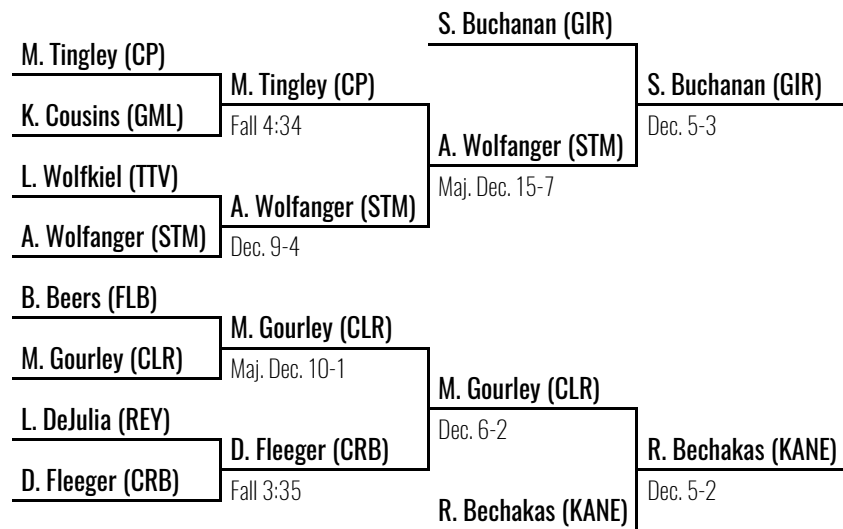 S. Buchanan (GIR)
M. Tingley (CP)
M. Tingley (CP)
S. Buchanan (GIR)
K. Cousins (GML)
Fall 4:34
Dec. 5-3
A. Wolfanger (STM)
L. Wolfkiel (TTV)
Maj. Dec. 15-7
A. Wolfanger (STM)
A. Wolfanger (STM)
Dec. 9-4
B. Beers (FLB)
M. Gourley (CLR)
M. Gourley (CLR)
Maj. Dec. 10-1
M. Gourley (CLR)
L. DeJulia (REY)
Dec. 6-2
D. Fleeger (CRB)
R. Bechakas (KANE)
D. Fleeger (CRB)
Fall 3:35
Dec. 5-2
R. Bechakas (KANE)